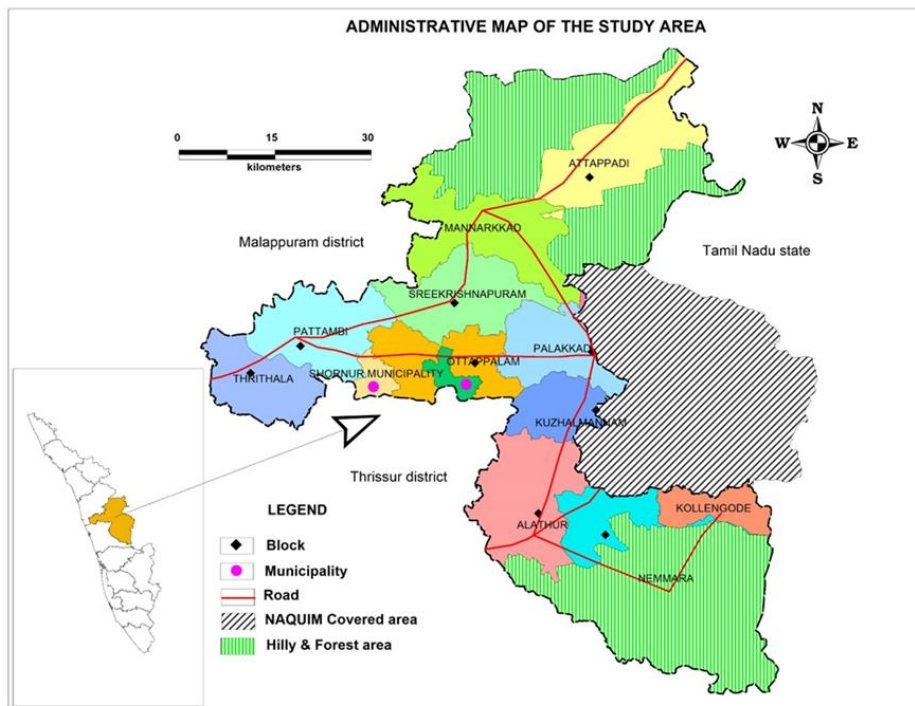 ADMINISTRATIVE MAP OF THE STUDY AREA
0 15 30
kilometers
N
W E
S
ATTAPPADI
MANNARKKAD
Malappuram district
Tamil Nadu state
SREEKRISHNAPURAM
PATTAMBI
PALAKKAD
OTTAPPALAM
THRITHALA
SHORNUR MUNICIPALITY
KUZHALMANNAM
Thrissur district
KOLLENGODE
ALATHUR
NEMMARA
LEGEND
Block
Municipality
Road
NAQUIM Covered area
Hilly & Forest area